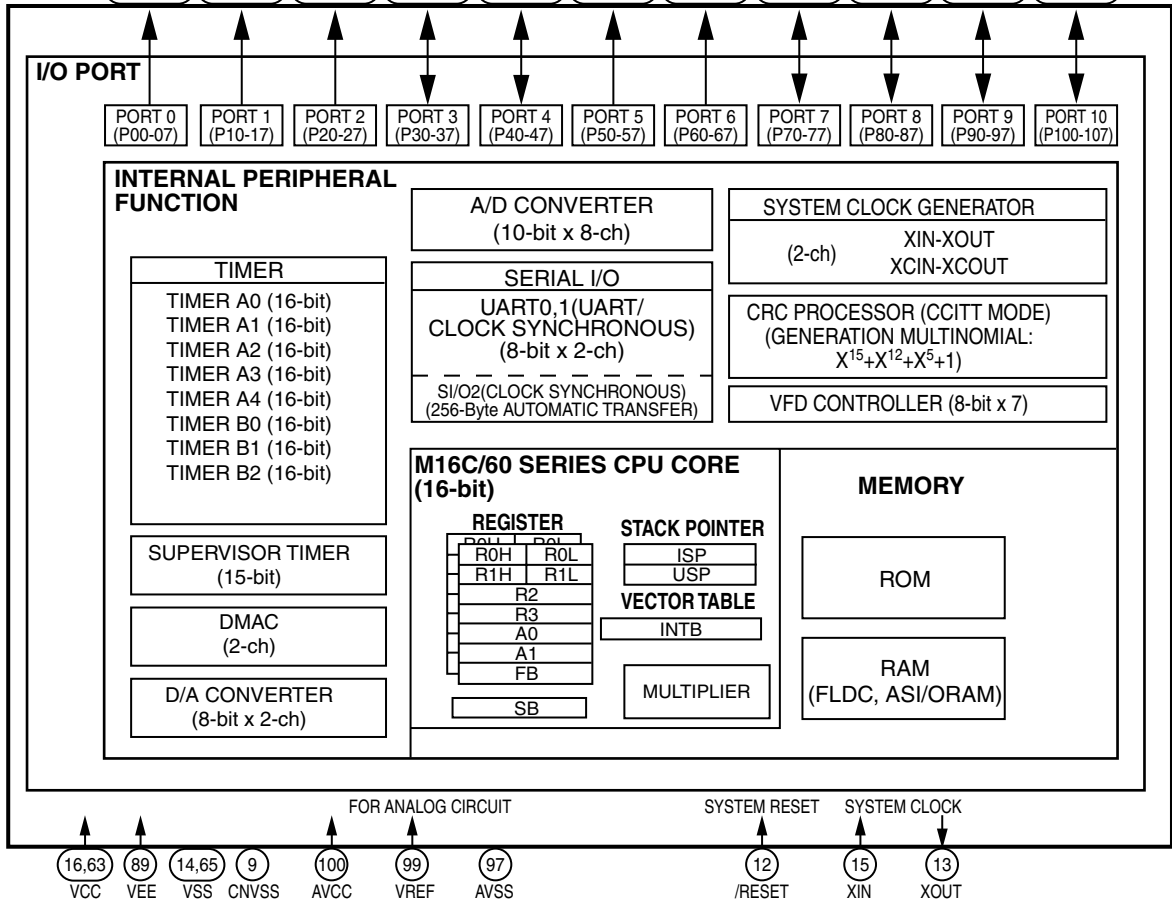 I/O PORT
PORT 0
(P00-07)
PORT 1
(P10-17)
PORT 2
(P20-27)
PORT 3
(P30-37)
PORT 4
(P40-47)
PORT 5
(P50-57)
PORT 6
(P60-67)
PORT 7
(P70-77)
PORT 8
(P80-87)
PORT 9
(P90-97)
PORT 10
(P100-107)
INTERNAL PERIPHERAL
FUNCTION
TIMER
TIMER A0 (16-bit)
TIMER A1 (16-bit)
TIMER A2 (16-bit)
TIMER A3 (16-bit)
TIMER A4 (16-bit)
TIMER B0 (16-bit)
TIMER B1 (16-bit)
TIMER B2 (16-bit)
SUPERVISOR TIMER
(15-bit)
DMAC
(2-ch)
D/A CONVERTER
(8-bit x 2-ch)
A/D CONVERTER
(10-bit x 8-ch)
SERIAL I/O
UART0,1(UART/
CLOCK SYNCHRONOUS)
(8-bit x 2-ch)
SI/O2(CLOCK SYNCHRONOUS)
(256-Byte AUTOMATIC TRANSFER)
SYSTEM CLOCK GENERATOR
(2-ch)
XIN-XOUT
XCIN-XCOUT
CRC PROCESSOR (CCITT MODE)
(GENERATION MULTINOMIAL:
X¹⁵+X¹²+X⁵+1)
VFD CONTROLLER (8-bit x 7)
M16C/60 SERIES CPU CORE
(16-bit)
REGISTER
R0H R0L
R0H R0L
R1H R1L
R2
R3
A0
A1
FB
SB
STACK POINTER
ISP
USP
VECTOR TABLE
INTB
MULTIPLIER
MEMORY
ROM
RAM
(FLDC, ASI/ORAM)
FOR ANALOG CIRCUIT
SYSTEM RESET
SYSTEM CLOCK
16,63
VCC
89
VEE
14,65
VSS
9
CNVSS
100
AVCC
99
VREF
97
AVSS
12
/RESET
15
XIN
13
XOUT